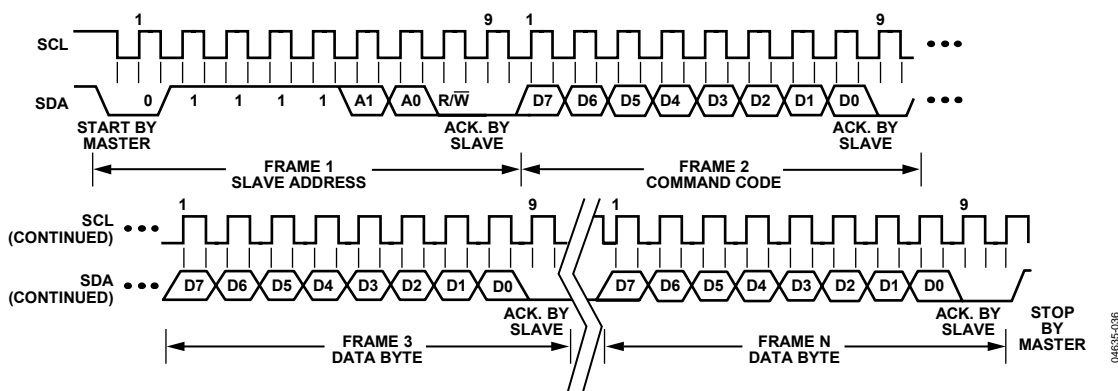 1 9 1 9
SCL
SDA 0 1 1 1 1 A1 A0 R/W̅ D7 D6 D5 D4 D3 D2 D1 D0
START BY MASTER
ACK. BY SLAVE
ACK. BY SLAVE
FRAME 1
SLAVE ADDRESS
FRAME 2
COMMAND CODE
1 9 1 9
SCL
(CONTINUED)
SDA
(CONTINUED)
D7 D6 D5 D4 D3 D2 D1 D0 D7 D6 D5 D4 D3 D2 D1 D0
ACK. BY SLAVE
ACK. BY SLAVE
STOP BY MASTER
FRAME 3
DATA BYTE
FRAME N
DATA BYTE
04635-036